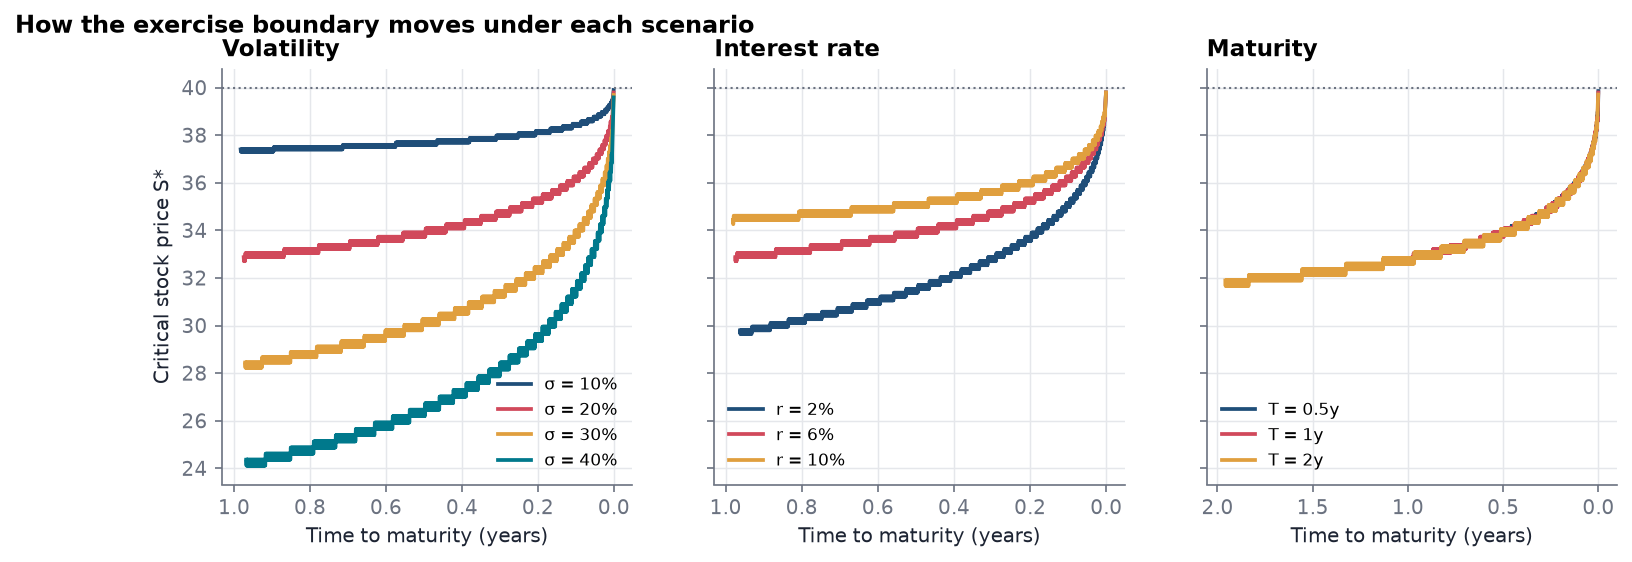 How the exercise boundary moves under each scenario
Volatility
Interest rate
Maturity
Critical stock price S*
40
38
36
34
32
30
28
26
24
σ = 10%
σ = 20%
σ = 30%
σ = 40%
1.0 0.8 0.6 0.4 0.2 0.0
Time to maturity (years)
r = 2%
r = 6%
r = 10%
1.0 0.8 0.6 0.4 0.2 0.0
Time to maturity (years)
T = 0.5y
T = 1y
T = 2y
2.0 1.5 1.0 0.5 0.0
Time to maturity (years)